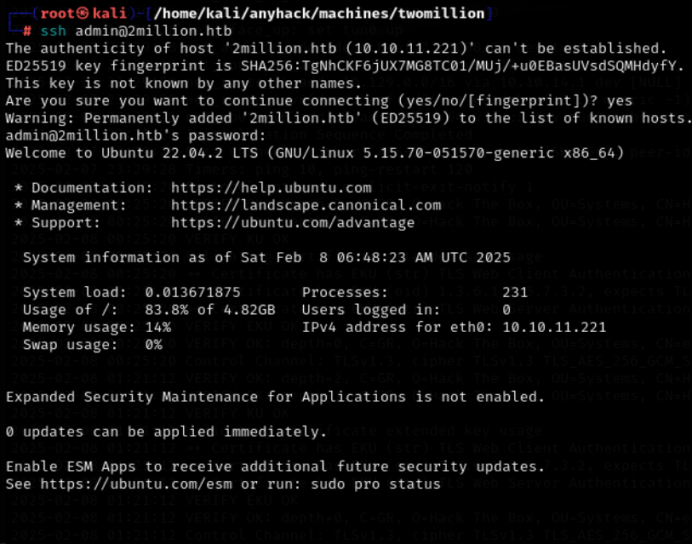 (root㉿kali)-[/home/kali/anyhack/machines/twomillion]
# ssh admin@2million.htb
The authenticity of host '2million.htb (10.10.11.221)' can't be established.
ED25519 key fingerprint is SHA256:TgNhCKF6jUX7MG8TC01/MUj/+u0EBasUVsdSQMHdyfY.
This key is not known by any other names.
Are you sure you want to continue connecting (yes/no/[fingerprint])? yes
Warning: Permanently added '2million.htb' (ED25519) to the list of known hosts.
admin@2million.htb's password:
Welcome to Ubuntu 22.04.2 LTS (GNU/Linux 5.15.70-051570-generic x86_64)
* Documentation: https://help.ubuntu.com
* Management: https://landscape.canonical.com
* Support: https://ubuntu.com/advantage
System information as of Sat Feb 8 06:48:23 AM UTC 2025
System load: 0.013671875 Processes: 231
Usage of /: 83.8% of 4.82GB Users logged in: 0
Memory usage: 14% IPv4 address for eth0: 10.10.11.221
Swap usage: 0%
Expanded Security Maintenance for Applications is not enabled.
0 updates can be applied immediately.
Enable ESM Apps to receive additional future security updates.
See https://ubuntu.com/esm or run: sudo pro status